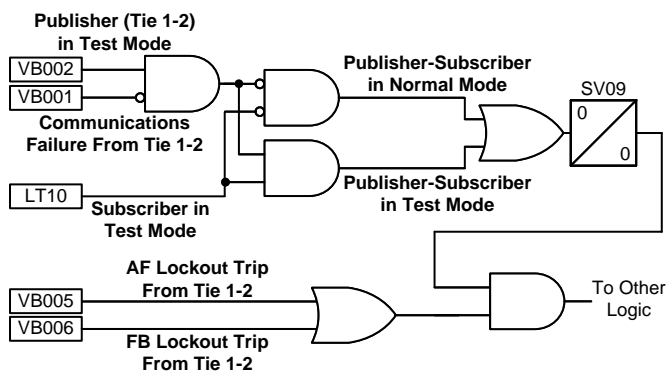 Publisher (Tie 1-2)
in Test Mode
VB002
VB001
Communications
Failure From Tie 1-2
Publisher-Subscriber
in Normal Mode
SV09
0
0
LT10
Subscriber in
Test Mode
Publisher-Subscriber
in Test Mode
AF Lockout Trip
From Tie 1-2
VB005
VB006
FB Lockout Trip
From Tie 1-2
To Other
Logic